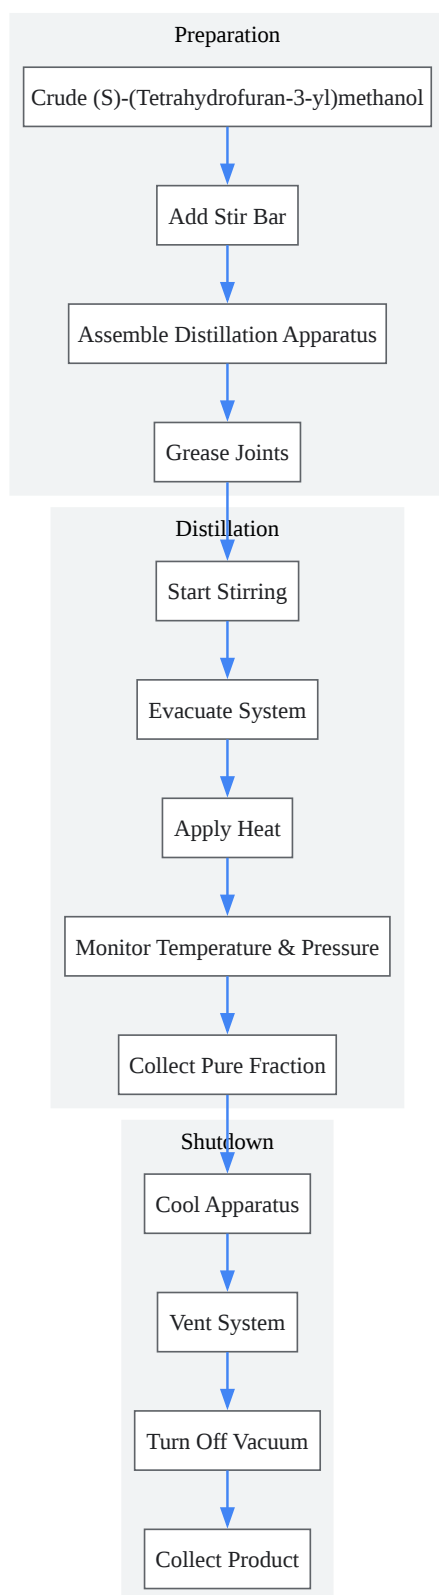 Preparation
Crude (S)-(Tetrahydrofuran-3-yl)methanol
Add Stir Bar
Assemble Distillation Apparatus
Grease Joints
Distillation
Start Stirring
Evacuate System
Apply Heat
Monitor Temperature & Pressure
Collect Pure Fraction
Shutdown
Cool Apparatus
Vent System
Turn Off Vacuum
Collect Product